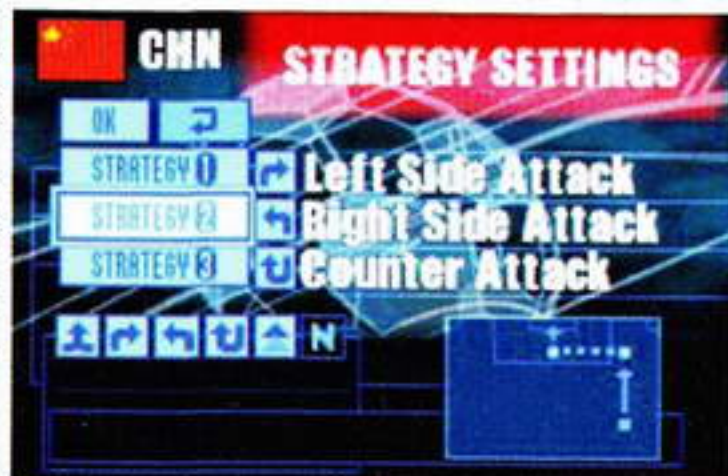 CHN STRATEGY SETTINGS
OK
STRATEGY 1 Left Side Attack
STRATEGY 2 Right Side Attack
STRATEGY 3 Counter Attack
N